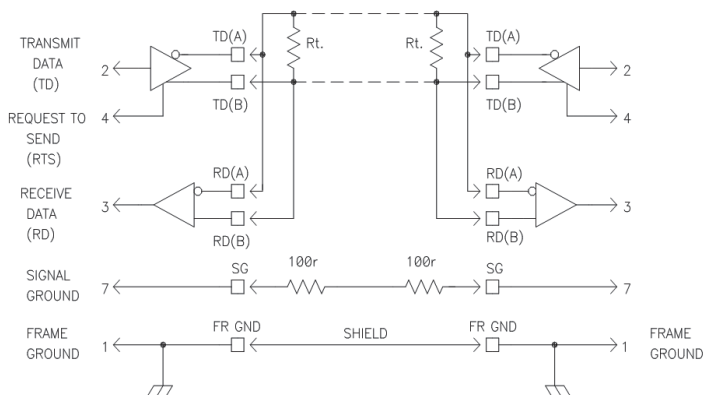 TRANSMIT
DATA
(TD)
2
TD(A)
Rt.
Rt.
TD(A)
2
TD(B)
TD(B)
REQUEST TO
SEND
(RTS)
4
4
RECEIVE
DATA
(RD)
3
RD(A)
RD(A)
3
RD(B)
RD(B)
SIGNAL
GROUND
7
SG
100r
100r
SG
7
FRAME
GROUND
1
FR GND
SHIELD
FR GND
1
FRAME
GROUND